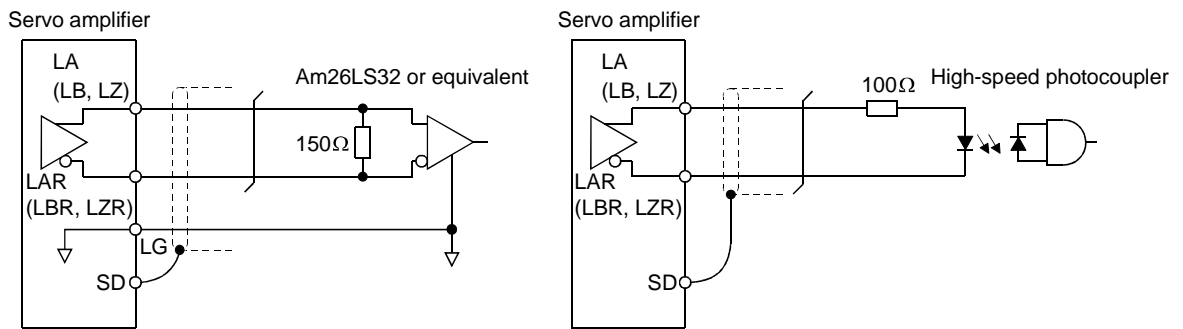 Servo amplifier
LA
(LB, LZ)
Am26LS32 or equivalent
150Ω
LAR
(LBR, LZR)
LG
SD
Servo amplifier
LA
(LB, LZ)
100Ω
High-speed photocoupler
LAR
(LBR, LZR)
SD